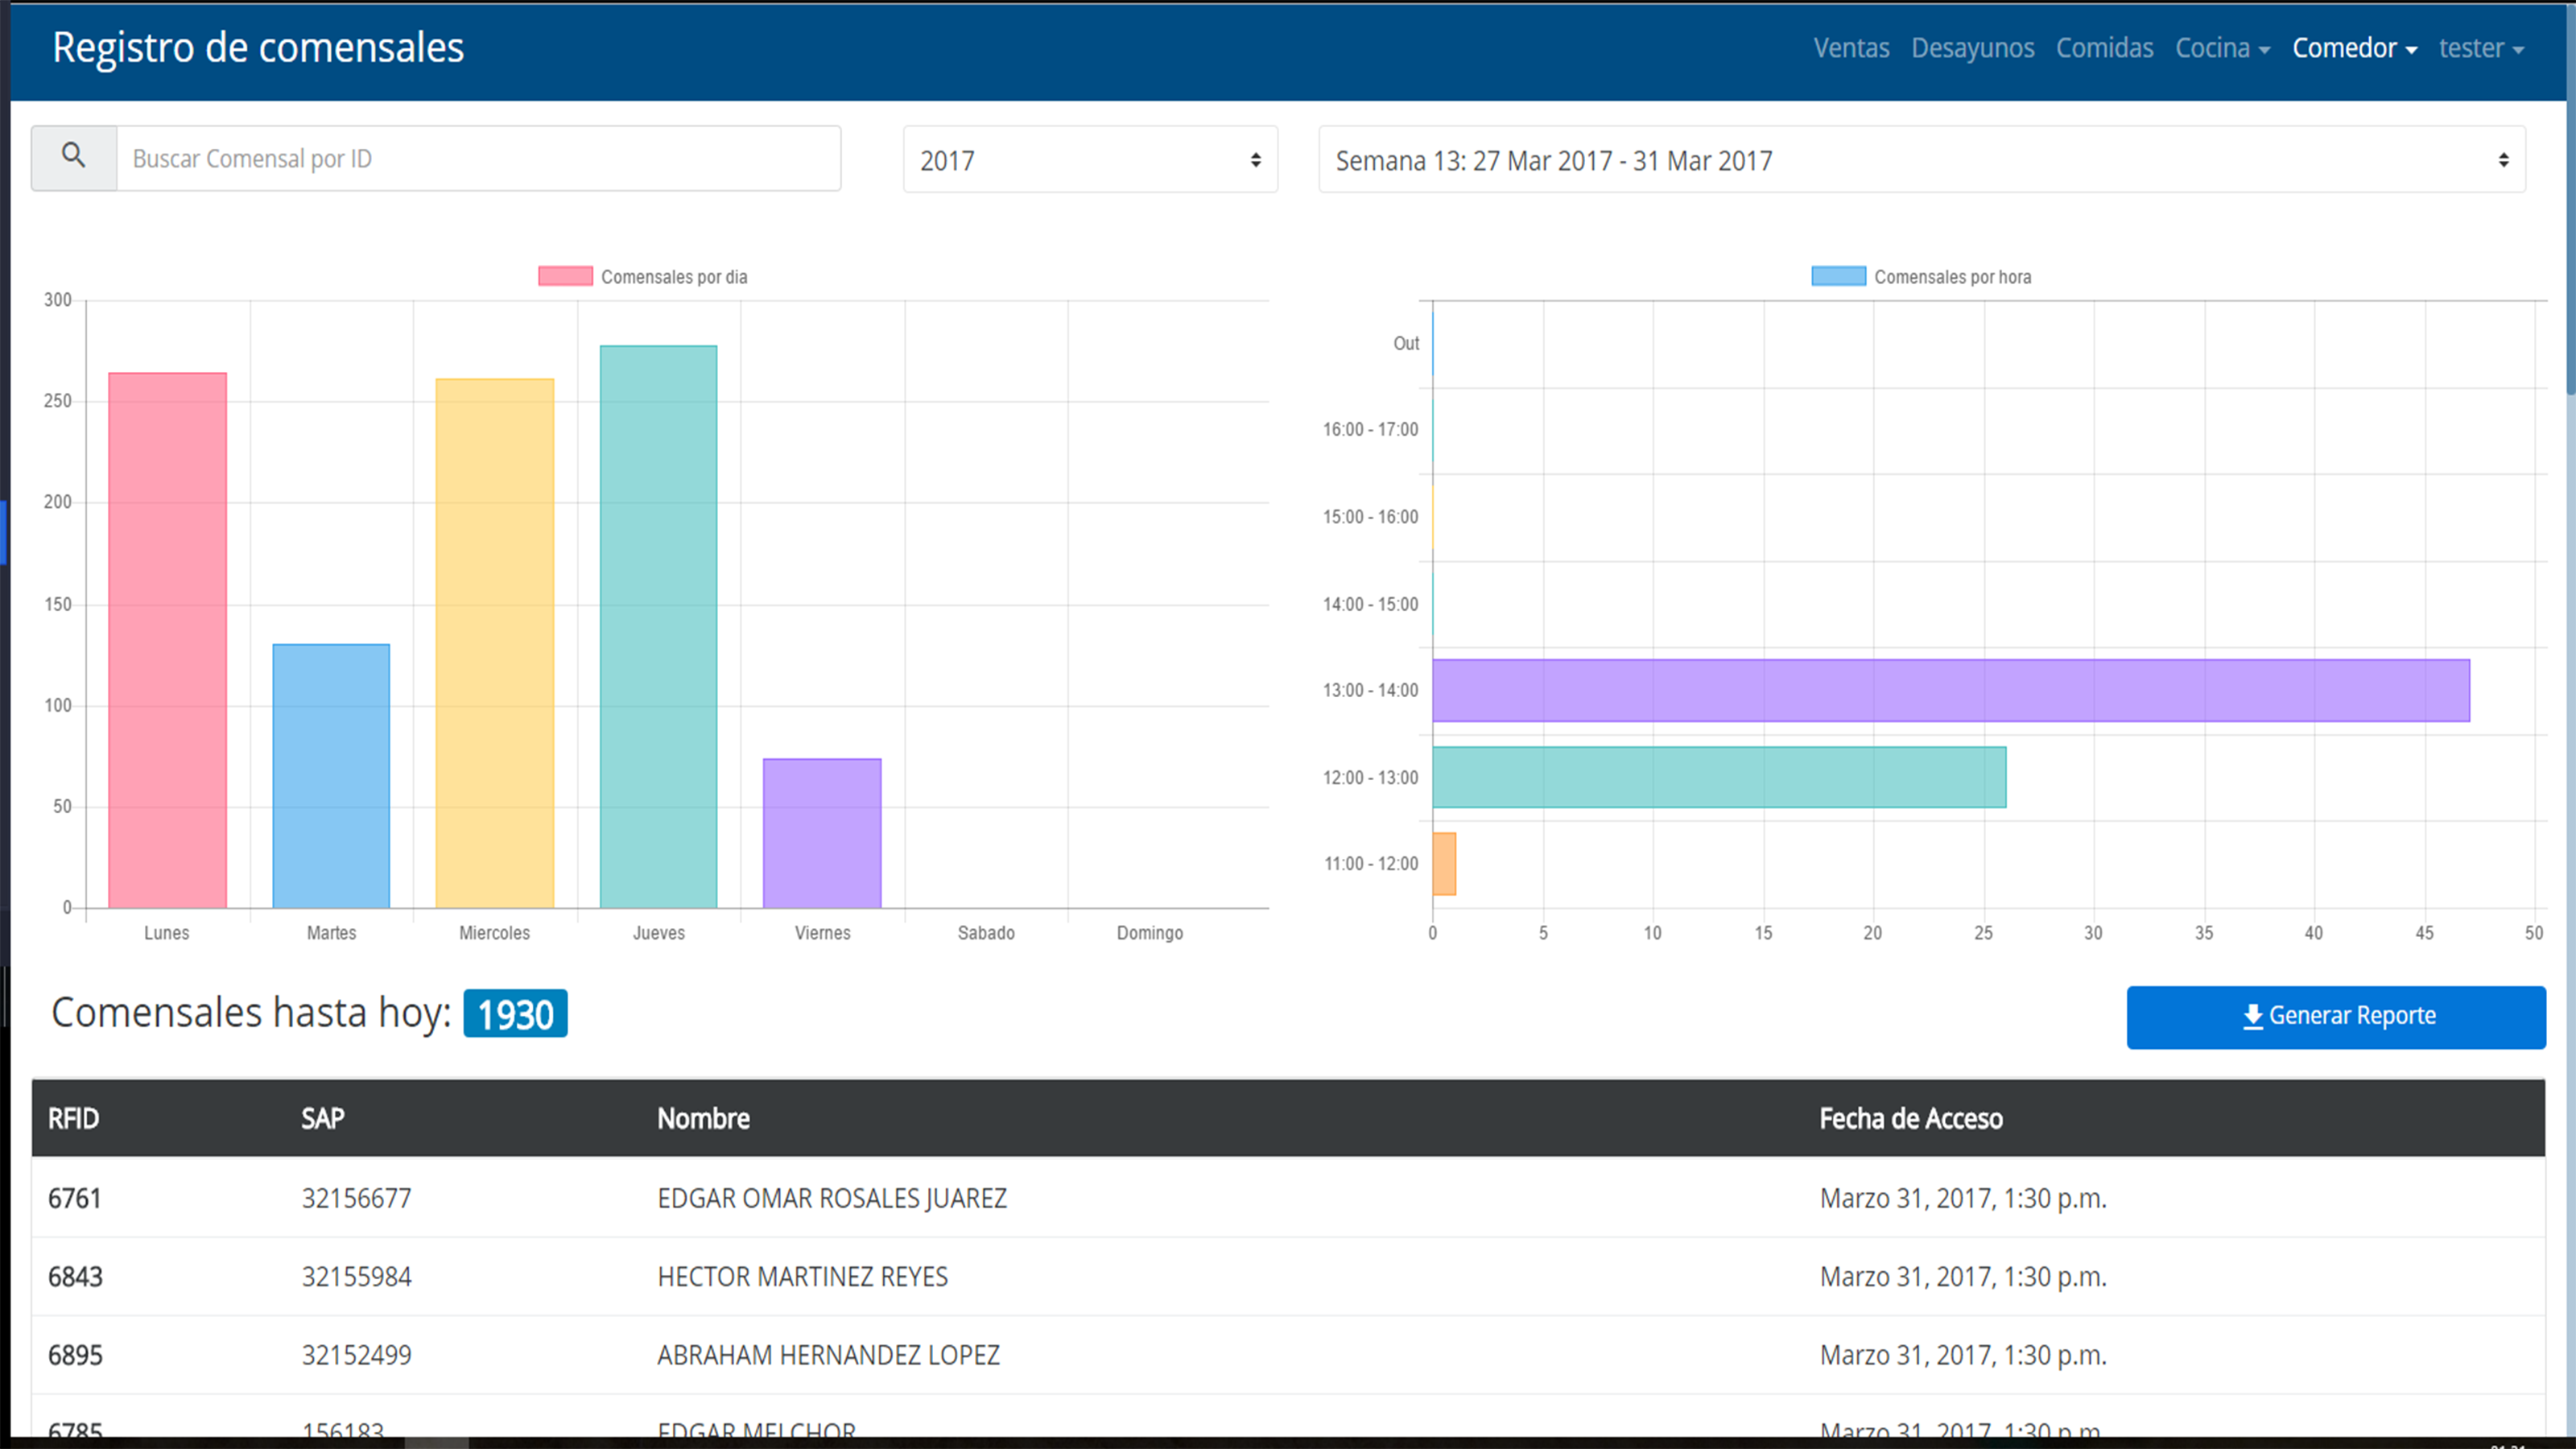 Registro de comensales
Ventas Desayunos Comidas Cocina Comedor tester
Buscar Comensal por ID
2017
Semana 13: 27 Mar 2017 - 31 Mar 2017
Comensales por dia
300
250
200
150
100
50
0
Lunes Martes Miercoles Jueves Viernes Sabado Domingo
Comensales por hora
Out
16:00 - 17:00
15:00 - 16:00
14:00 - 15:00
13:00 - 14:00
12:00 - 13:00
11:00 - 12:00
0 5 10 15 20 25 30 35 40 45 50
Comensales hasta hoy: 1930
Generar Reporte
RFID SAP Nombre Fecha de Acceso
6761 32156677 EDGAR OMAR ROSALES JUAREZ Marzo 31, 2017, 1:30 p.m.
6843 32155984 HECTOR MARTINEZ REYES Marzo 31, 2017, 1:30 p.m.
6895 32152499 ABRAHAM HERNANDEZ LOPEZ Marzo 31, 2017, 1:30 p.m.
6785 156183 EDGAR MELCHOR Marzo 31, 2017, 1:30 p.m.